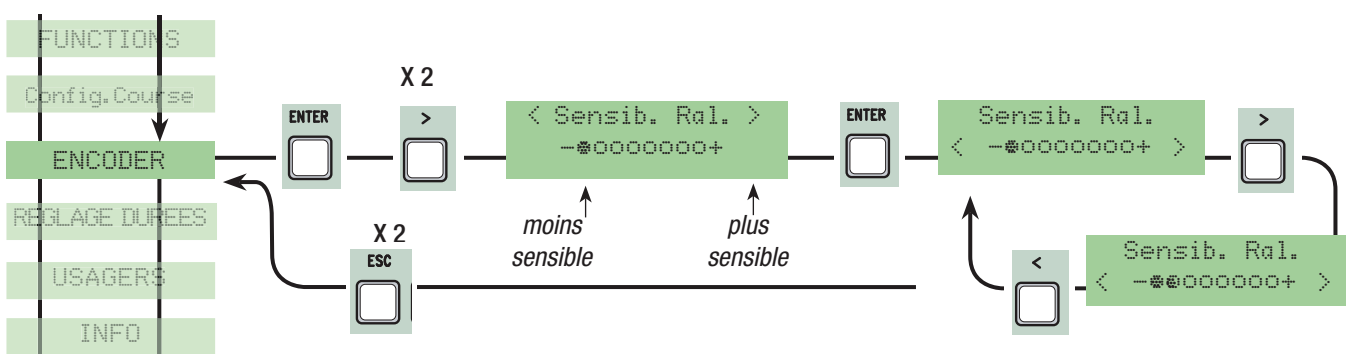 FUNCTIONS
Config.Course
ENCODER
REGLAGE DUREES
USAGERS
INFO
ENTER
X 2
>
< Sensib. Ral. >
-●ooooooo+
moins
sensible
plus
sensible
ENTER
Sensib. Ral.
< -●ooooooo+ >
>
Sensib. Ral.
< -●●oooooo+ >
<
X 2
ESC